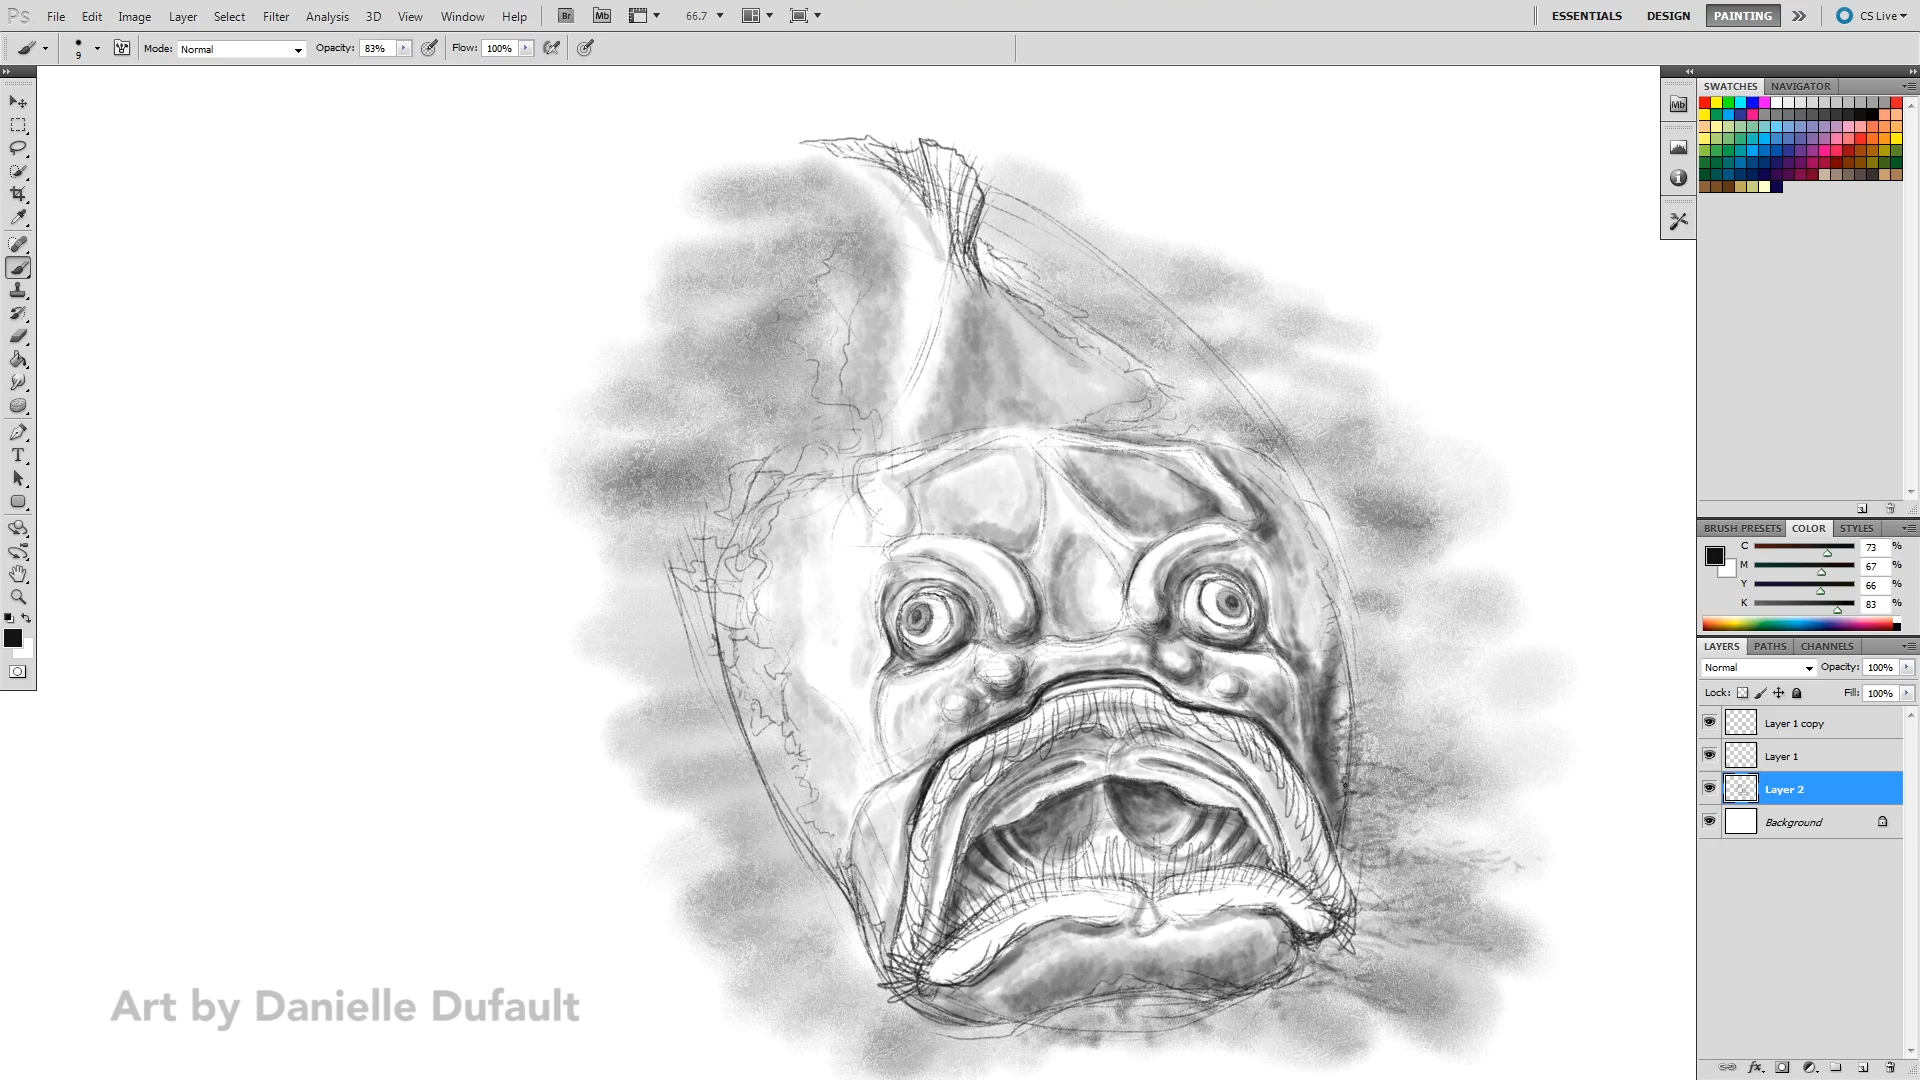 Ps File Edit Image Layer Select Filter Analysis 3D View Window Help Br Mb 66.7 ESSENTIALS DESIGN PAINTING CS Live
9 Mode: Normal Opacity: 83% Flow: 100%
SWATCHES NAVIGATOR
Mb
BRUSH PRESETS COLOR STYLES
C 73 %
M 67 %
Y 66 %
K 83 %
LAYERS PATHS CHANNELS
Normal Opacity: 100%
Lock: Fill: 100%
Layer 1 copy
Layer 1
Layer 2
Background
T
fx
Art by Danielle Dufault